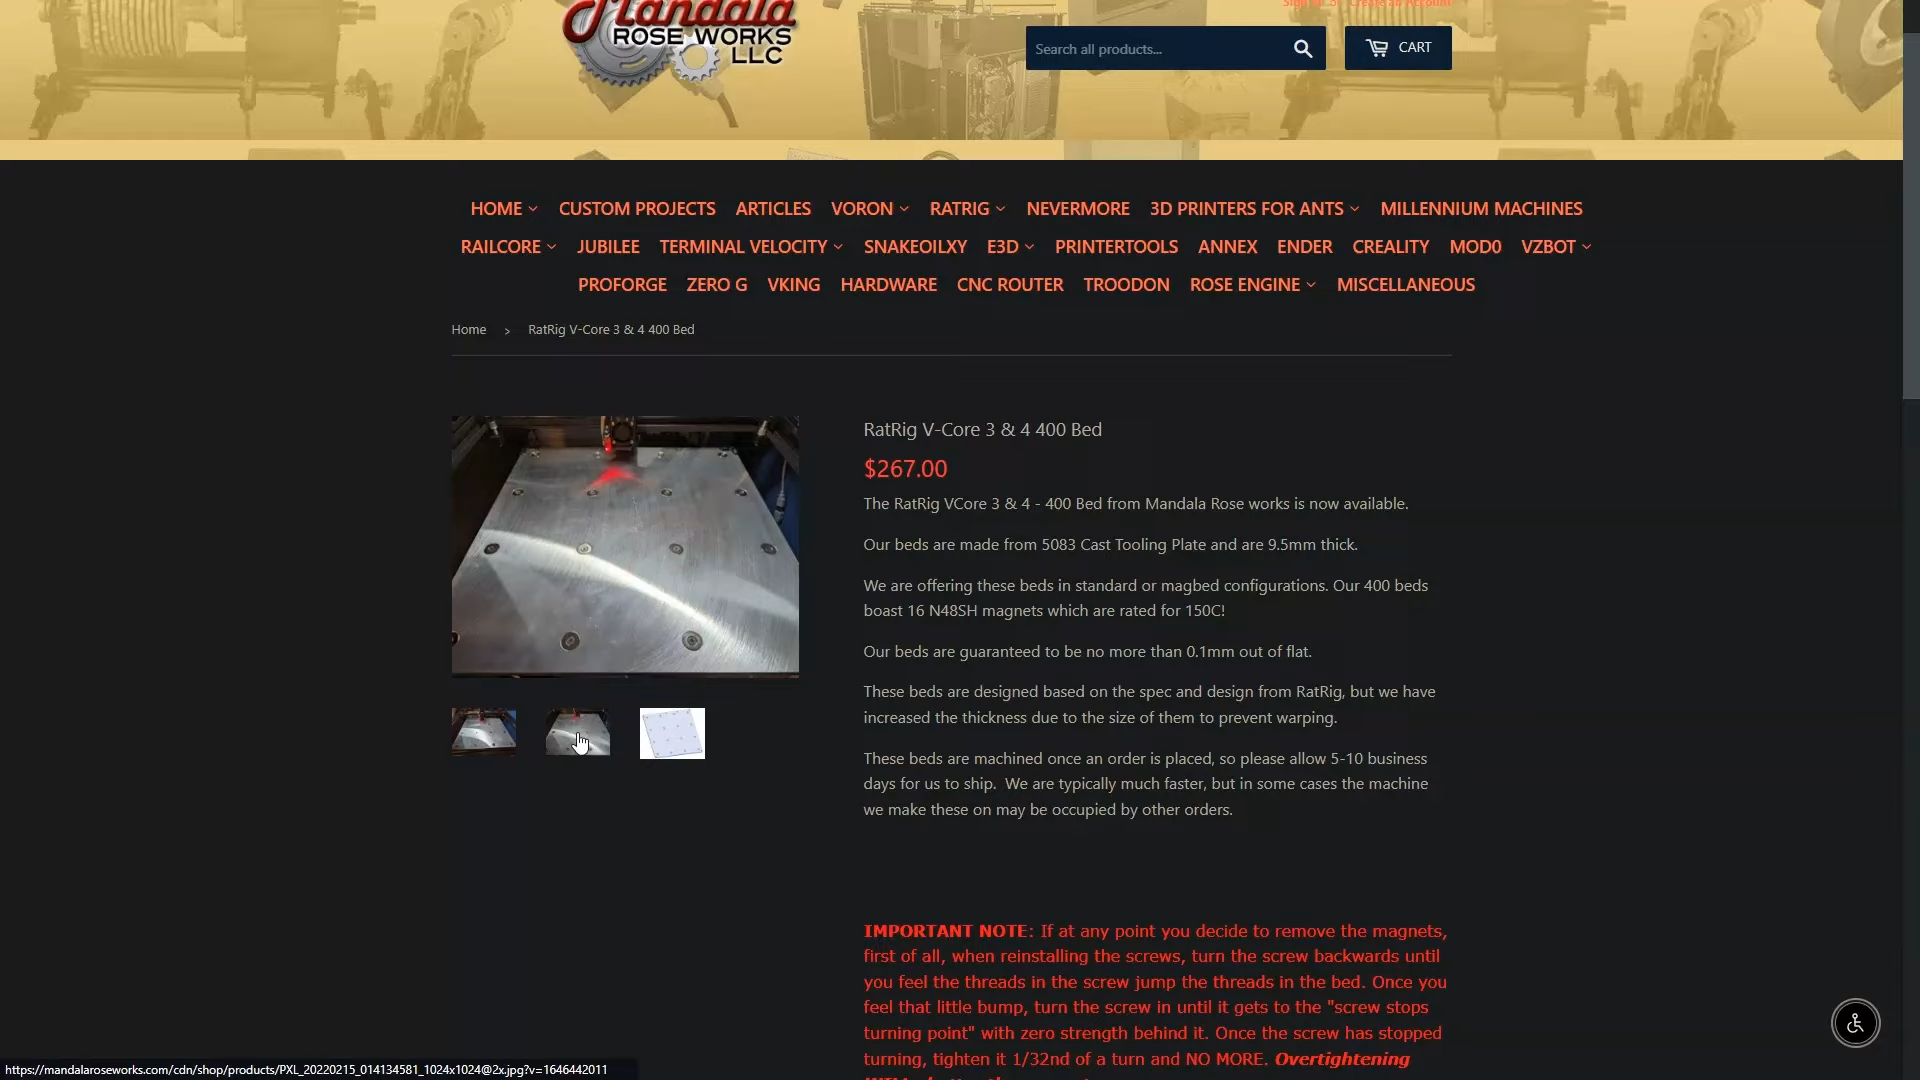 Mandala
ROSE WORKS
LLC
Create an Account
Search all products...
CART
HOME CUSTOM PROJECTS ARTICLES VORON RATRIG NEVERMORE 3D PRINTERS FOR ANTS MILLENNIUM MACHINES
RAILCORE JUBILEE TERMINAL VELOCITY SNAKEOILXY E3D PRINTERTOOLS ANNEX ENDER CREALITY MOD0 VZBOT
PROFORGE ZERO G VKING HARDWARE CNC ROUTER TROODON ROSE ENGINE MISCELLANEOUS
Home > RatRig V-Core 3 & 4 400 Bed
RatRig V-Core 3 & 4 400 Bed
$267.00
The RatRig VCore 3 & 4 - 400 Bed from Mandala Rose works is now available.
Our beds are made from 5083 Cast Tooling Plate and are 9.5mm thick.
We are offering these beds in standard or magbed configurations. Our 400 beds
boast 16 N48SH magnets which are rated for 150C!
Our beds are guaranteed to be no more than 0.1mm out of flat.
These beds are designed based on the spec and design from RatRig, but we have
increased the thickness due to the size of them to prevent warping.
These beds are machined once an order is placed, so please allow 5-10 business
days for us to ship. We are typically much faster, but in some cases the machine
we make these on may be occupied by other orders.
IMPORTANT NOTE: If at any point you decide to remove the magnets,
first of all, when reinstalling the screws, turn the screw backwards until
you feel the threads in the screw jump the threads in the bed. Once you
feel that little bump, turn the screw in until it gets to the "screw stops
turning point" with zero strength behind it. Once the screw has stopped
turning, tighten it 1/32nd of a turn and NO MORE. Overtightening
https://mandalaroseworks.com/cdn/shop/products/PXL_20220215_014134581_1024x1024@2x.jpg?v=1646442011